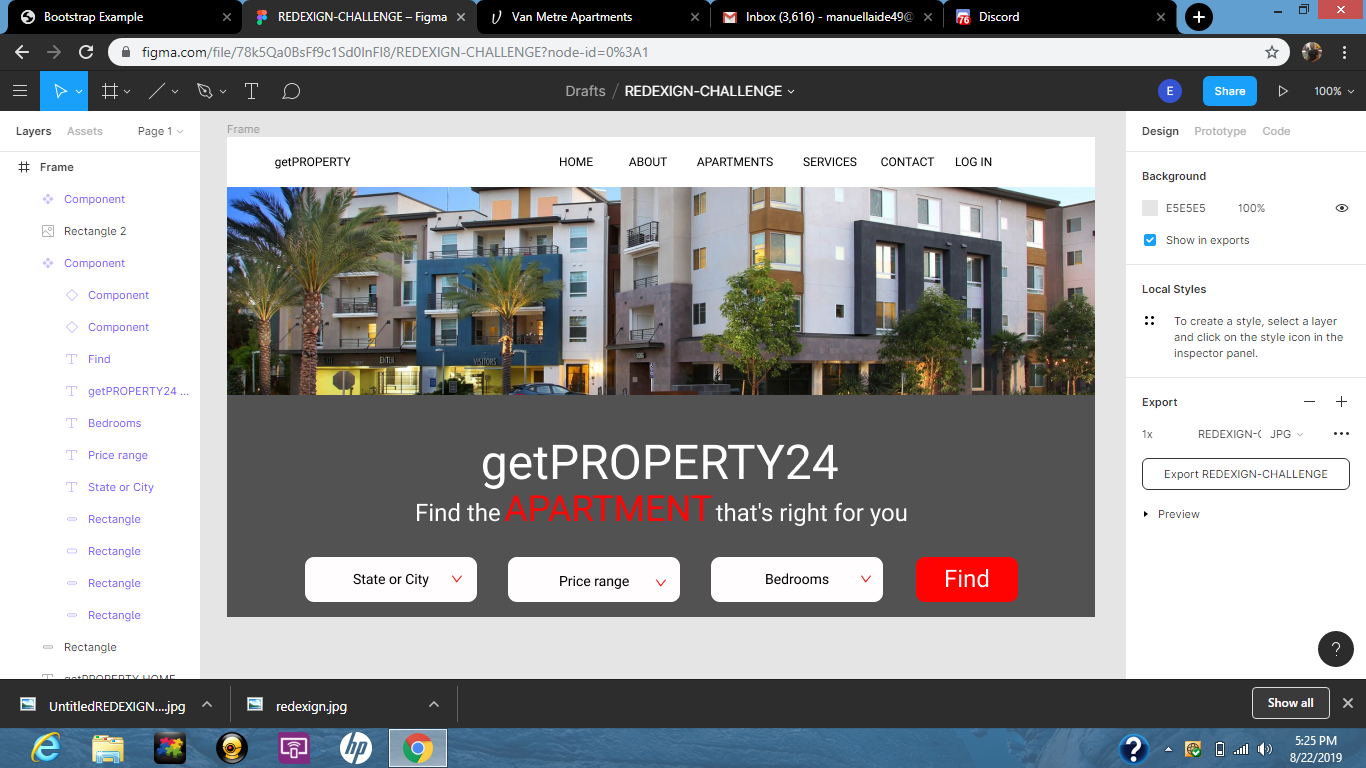 Bootstrap Example
REDEXIGN-CHALLENGE – Figma
Van Metre Apartments
Inbox (3,616) - manuellaide49@
76 Discord
figma.com/file/78k5Qa0BsFf9c1Sd0lnFI8/REDEXIGN-CHALLENGE?node-id=0%3A1
Drafts / REDEXIGN-CHALLENGE
E
Share
100%
Layers Assets Page 1
Frame
Component
Rectangle 2
Component
Component
Component
Find
getPROPERTY24 ...
Bedrooms
Price range
State or City
Rectangle
Rectangle
Rectangle
Rectangle
Rectangle
getPROPERTY HOME
Frame
getPROPERTY HOME ABOUT APARTMENTS SERVICES CONTACT LOG IN
ENTER
VISITORS
getPROPERTY24
Find the APARTMENT that's right for you
State or City Price range Bedrooms Find
Design Prototype Code
Background
E5E5E5 100%
Show in exports
Local Styles
To create a style, select a layer
and click on the style icon in the
inspector panel.
Export
1x REDEXIGN-C JPG
Export REDEXIGN-CHALLENGE
Preview
?
UntitledREDEXIGN....jpg
redexign.jpg
Show all
hp
?
5:25 PM
8/22/2019